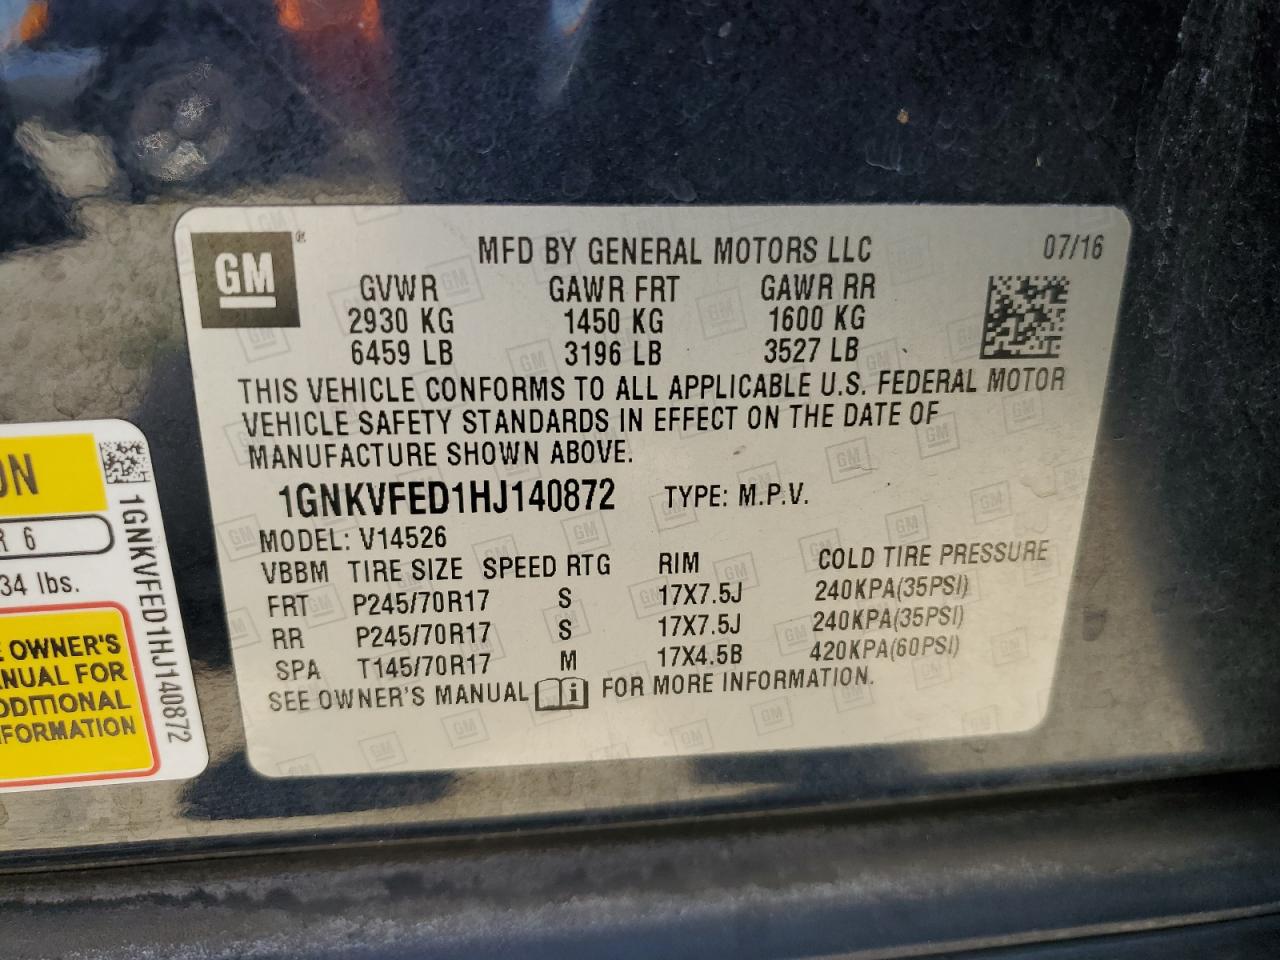 GM ®
MFD BY GENERAL MOTORS LLC 07/16
GVWR GAWR FRT GAWR RR
2930 KG 1450 KG 1600 KG
6459 LB 3196 LB 3527 LB
THIS VEHICLE CONFORMS TO ALL APPLICABLE U.S. FEDERAL MOTOR
VEHICLE SAFETY STANDARDS IN EFFECT ON THE DATE OF
MANUFACTURE SHOWN ABOVE.
1GNKVFED1HJ140872 TYPE: M.P.V.
MODEL: V14526
VBBM TIRE SIZE SPEED RTG RIM COLD TIRE PRESSURE
FRT P245/70R17 S 17X7.5J 240KPA(35PSI)
RR P245/70R17 S 17X7.5J 240KPA(35PSI)
SPA T145/70R17 M 17X4.5B 420KPA(60PSI)
SEE OWNER'S MANUAL i FOR MORE INFORMATION.
ON
R 6
34 lbs.
E OWNER'S
ANUAL FOR
DDITIONAL
FORMATION
1GNKVFED1HJ140872